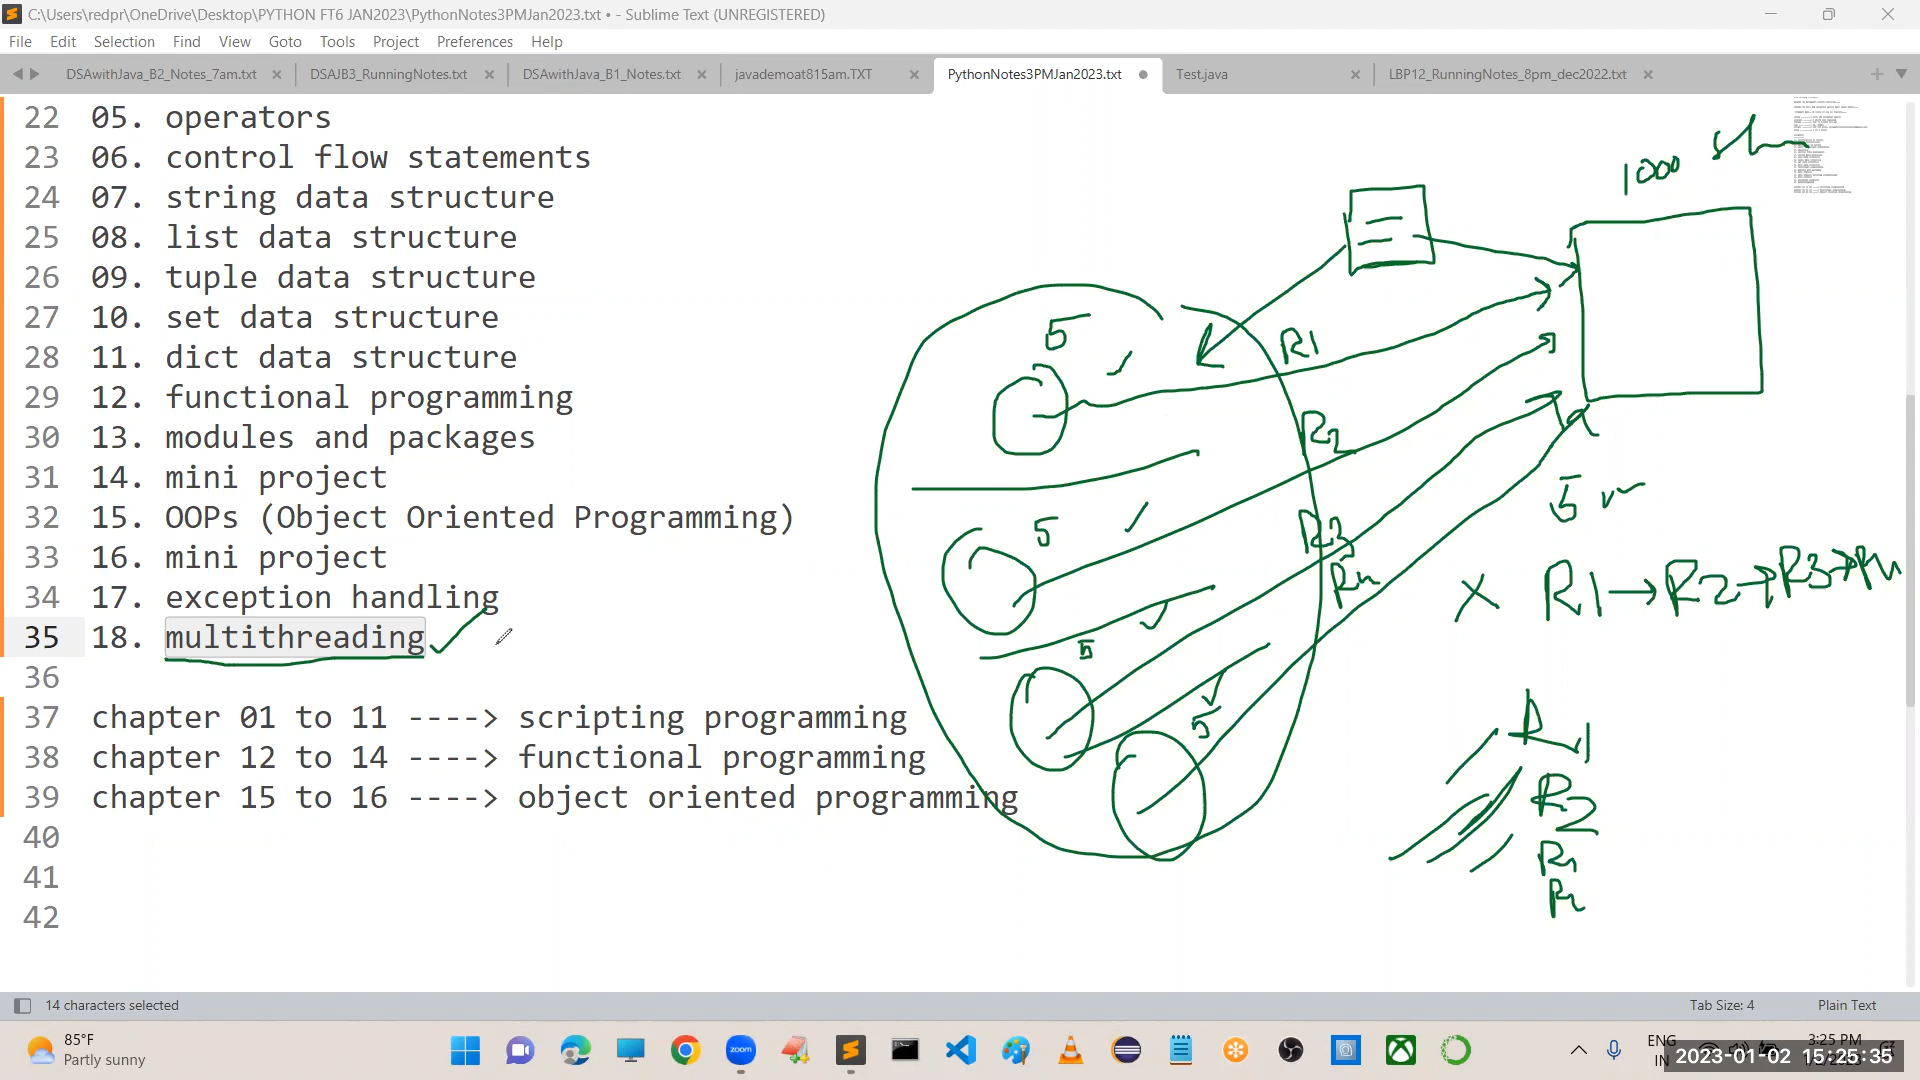 C:\Users\redpr\OneDrive\Desktop\PYTHON FT6 JAN2023\PythonNotes3PMJan2023.txt • - Sublime Text (UNREGISTERED)
File Edit Selection Find View Goto Tools Project Preferences Help
DSAwithJava_B2_Notes_7am.txt DSAJB3_RunningNotes.txt DSAwithJava_B1_Notes.txt javademoat815am.TXT PythonNotes3PMJan2023.txt Test.java LBP12_RunningNotes_8pm_dec2022.txt
22 05. operators
23 06. control flow statements
24 07. string data structure
25 08. list data structure
26 09. tuple data structure
27 10. set data structure
28 11. dict data structure
29 12. functional programming
30 13. modules and packages
31 14. mini project
32 15. OOPs (Object Oriented Programming)
33 16. mini project
34 17. exception handling
35 18. multithreading
36
37 chapter 01 to 11 ----> scripting programming
38 chapter 12 to 14 ----> functional programming
39 chapter 15 to 16 ----> object oriented programming
40
41
42
1000
5
R1
R2
5
R3
5
5
5
X R1→R2→R3→
R2
14 characters selected Tab Size: 4 Plain Text
85°F
Partly sunny
zoom
ENG
IN
3:25 PM
2023-01-02 15:25:35